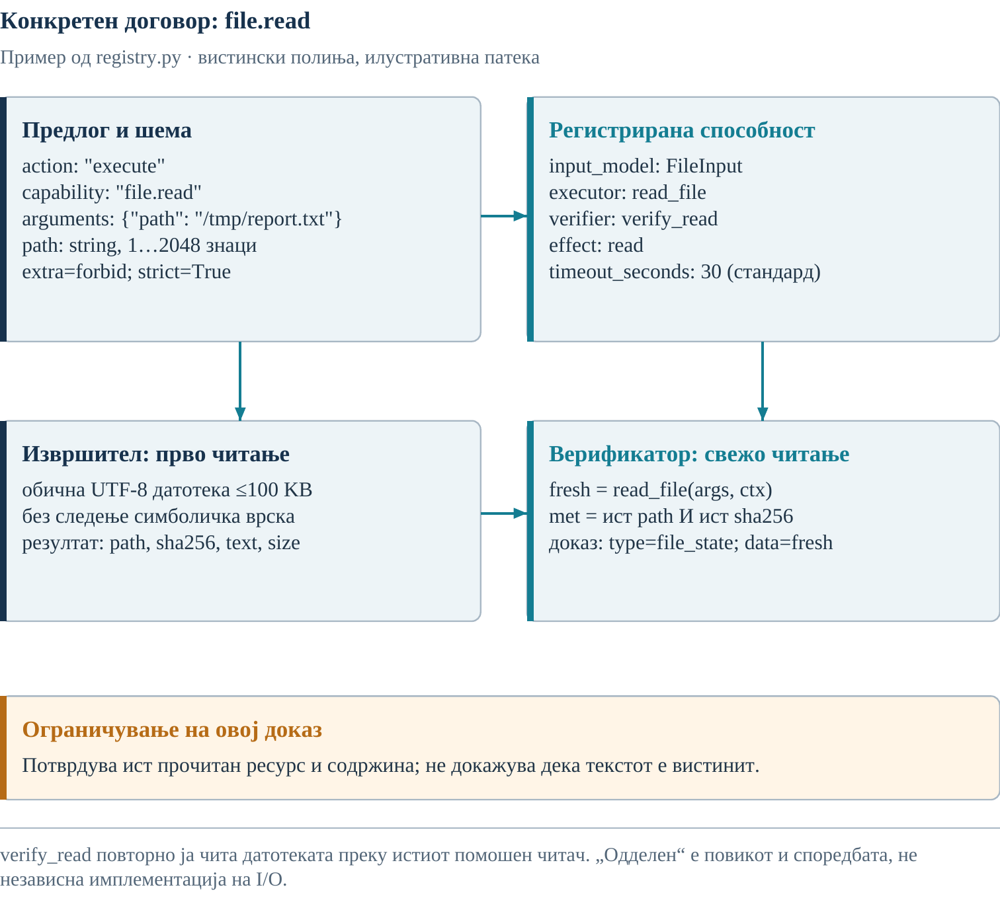 Конкретен договор: file.read
Пример од registry.py · вистински полиња, илустративна патека
Предлог и шема
action: "execute"
capability: "file.read"
arguments: {"path": "/tmp/report.txt"}
path: string, 1…2048 знаци
extra=forbid; strict=True
Регистрирана способност
input_model: FileInput
executor: read_file
verifier: verify_read
effect: read
timeout_seconds: 30 (стандард)
Извршител: прво читање
обична UTF-8 датотека ≤100 KB
без следење симболичка врска
резултат: path, sha256, text, size
Верификатор: свежо читање
fresh = read_file(args, ctx)
met = ист path И ист sha256
доказ: type=file_state; data=fresh
Ограничување на овој доказ
Потврдува ист прочитан ресурс и содржина; не докажува дека текстот е вистинит.
verify_read повторно ја чита датотеката преку истиот помошен читач. „Одделен“ е повикот и споредбата, не
независна имплементација на I/O.